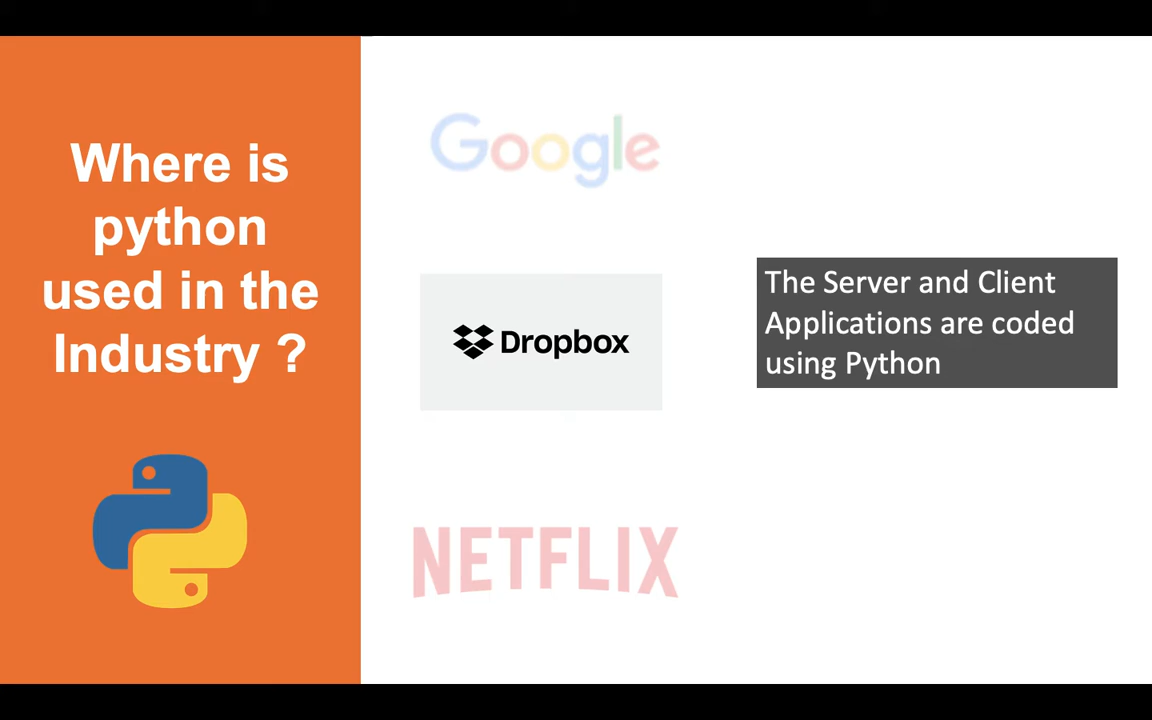 Where is
python
used in the
Industry ?
Google
Dropbox
NETFLIX
The Server and Client
Applications are coded
using Python